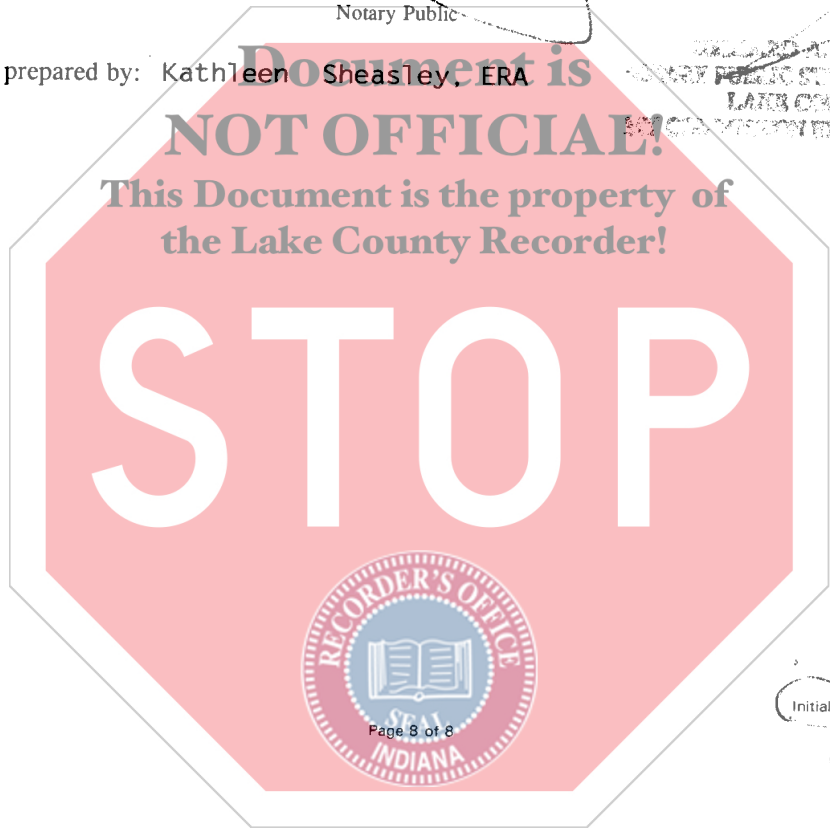 Notary Public
prepared by: Kathleen Sheasley, ERA
Document is
NOT OFFICIAL!
This Document is the property of
the Lake County Recorder!
STOP
RECORDER'S OFFICE
Initial
SEAL
Page 8 of 8
INDIANA